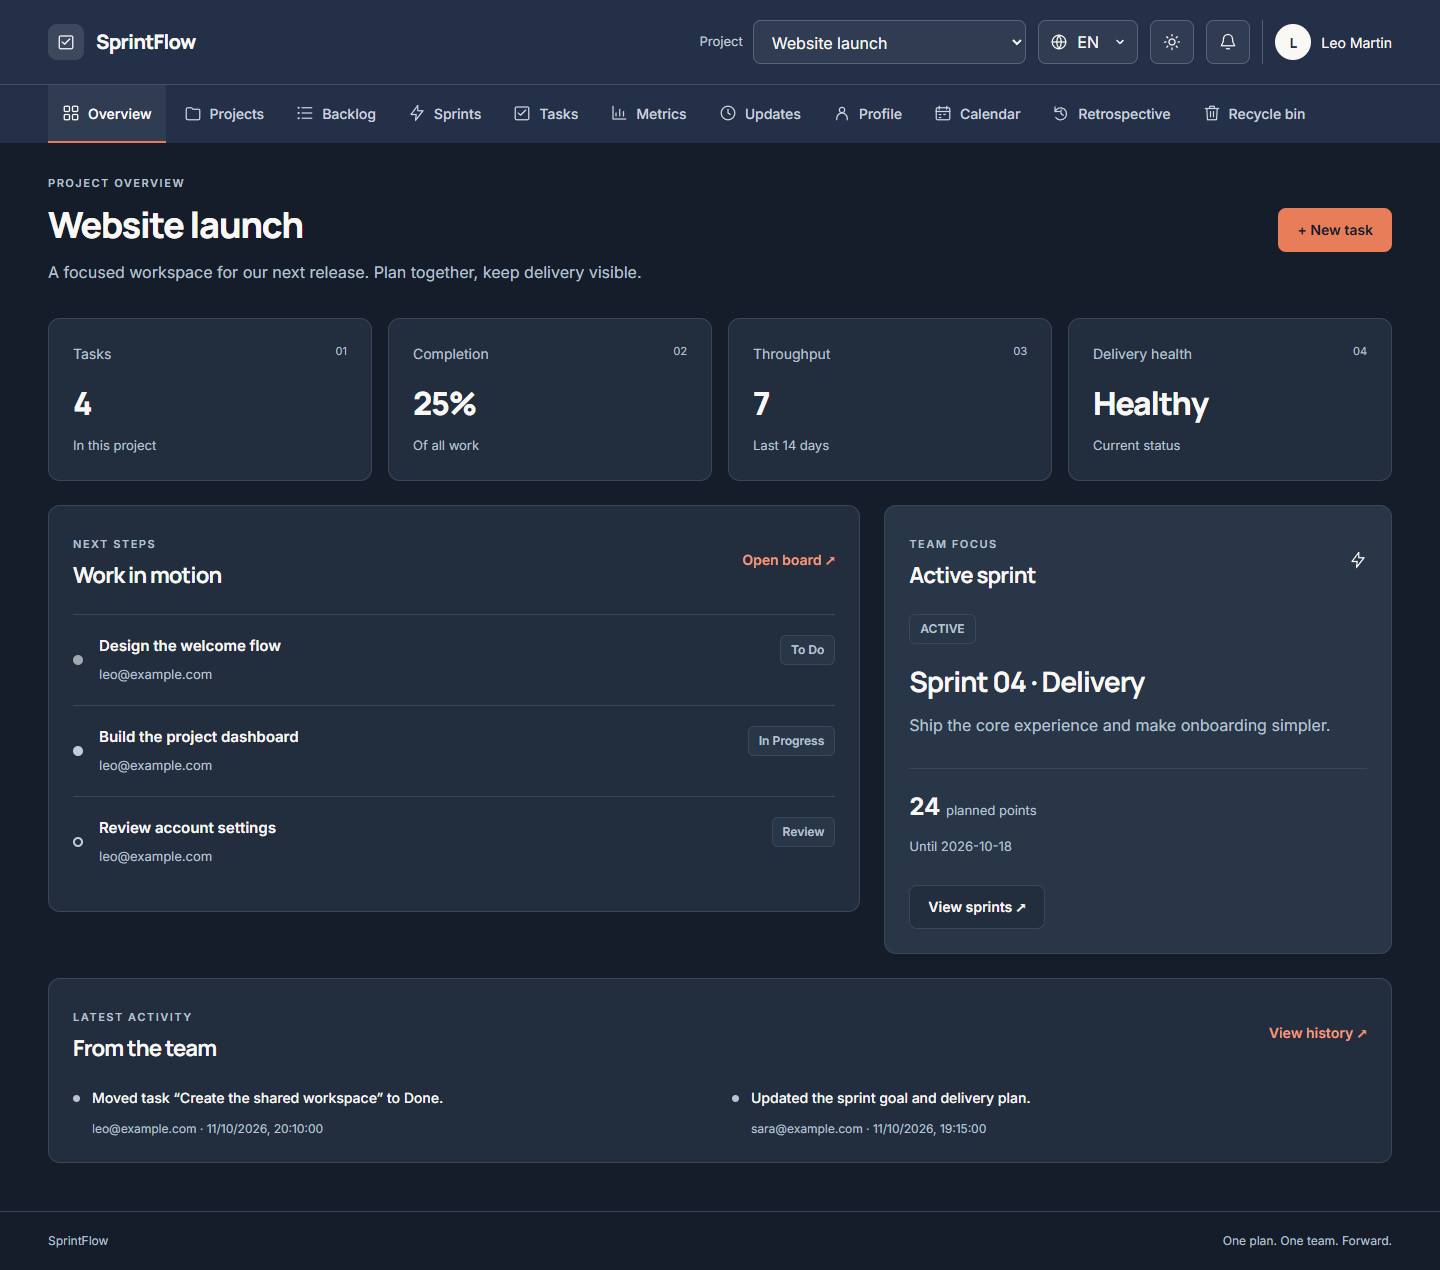 SprintFlow
Project
Website launch
EN
L
Leo Martin
Overview
Projects
Backlog
Sprints
Tasks
Metrics
Updates
Profile
Calendar
Retrospective
Recycle bin
PROJECT OVERVIEW
Website launch
+ New task
A focused workspace for our next release. Plan together, keep delivery visible.
Tasks
01
4
In this project
Completion
02
25%
Of all work
Throughput
03
7
Last 14 days
Delivery health
04
Healthy
Current status
NEXT STEPS
Work in motion
Open board ↗
Design the welcome flow
leo@example.com
To Do
Build the project dashboard
leo@example.com
In Progress
Review account settings
leo@example.com
Review
TEAM FOCUS
Active sprint
ACTIVE
Sprint 04 · Delivery
Ship the core experience and make onboarding simpler.
24 planned points
Until 2026-10-18
View sprints ↗
LATEST ACTIVITY
From the team
View history ↗
Moved task “Create the shared workspace” to Done.
leo@example.com · 11/10/2026, 20:10:00
Updated the sprint goal and delivery plan.
sara@example.com · 11/10/2026, 19:15:00
SprintFlow
One plan. One team. Forward.